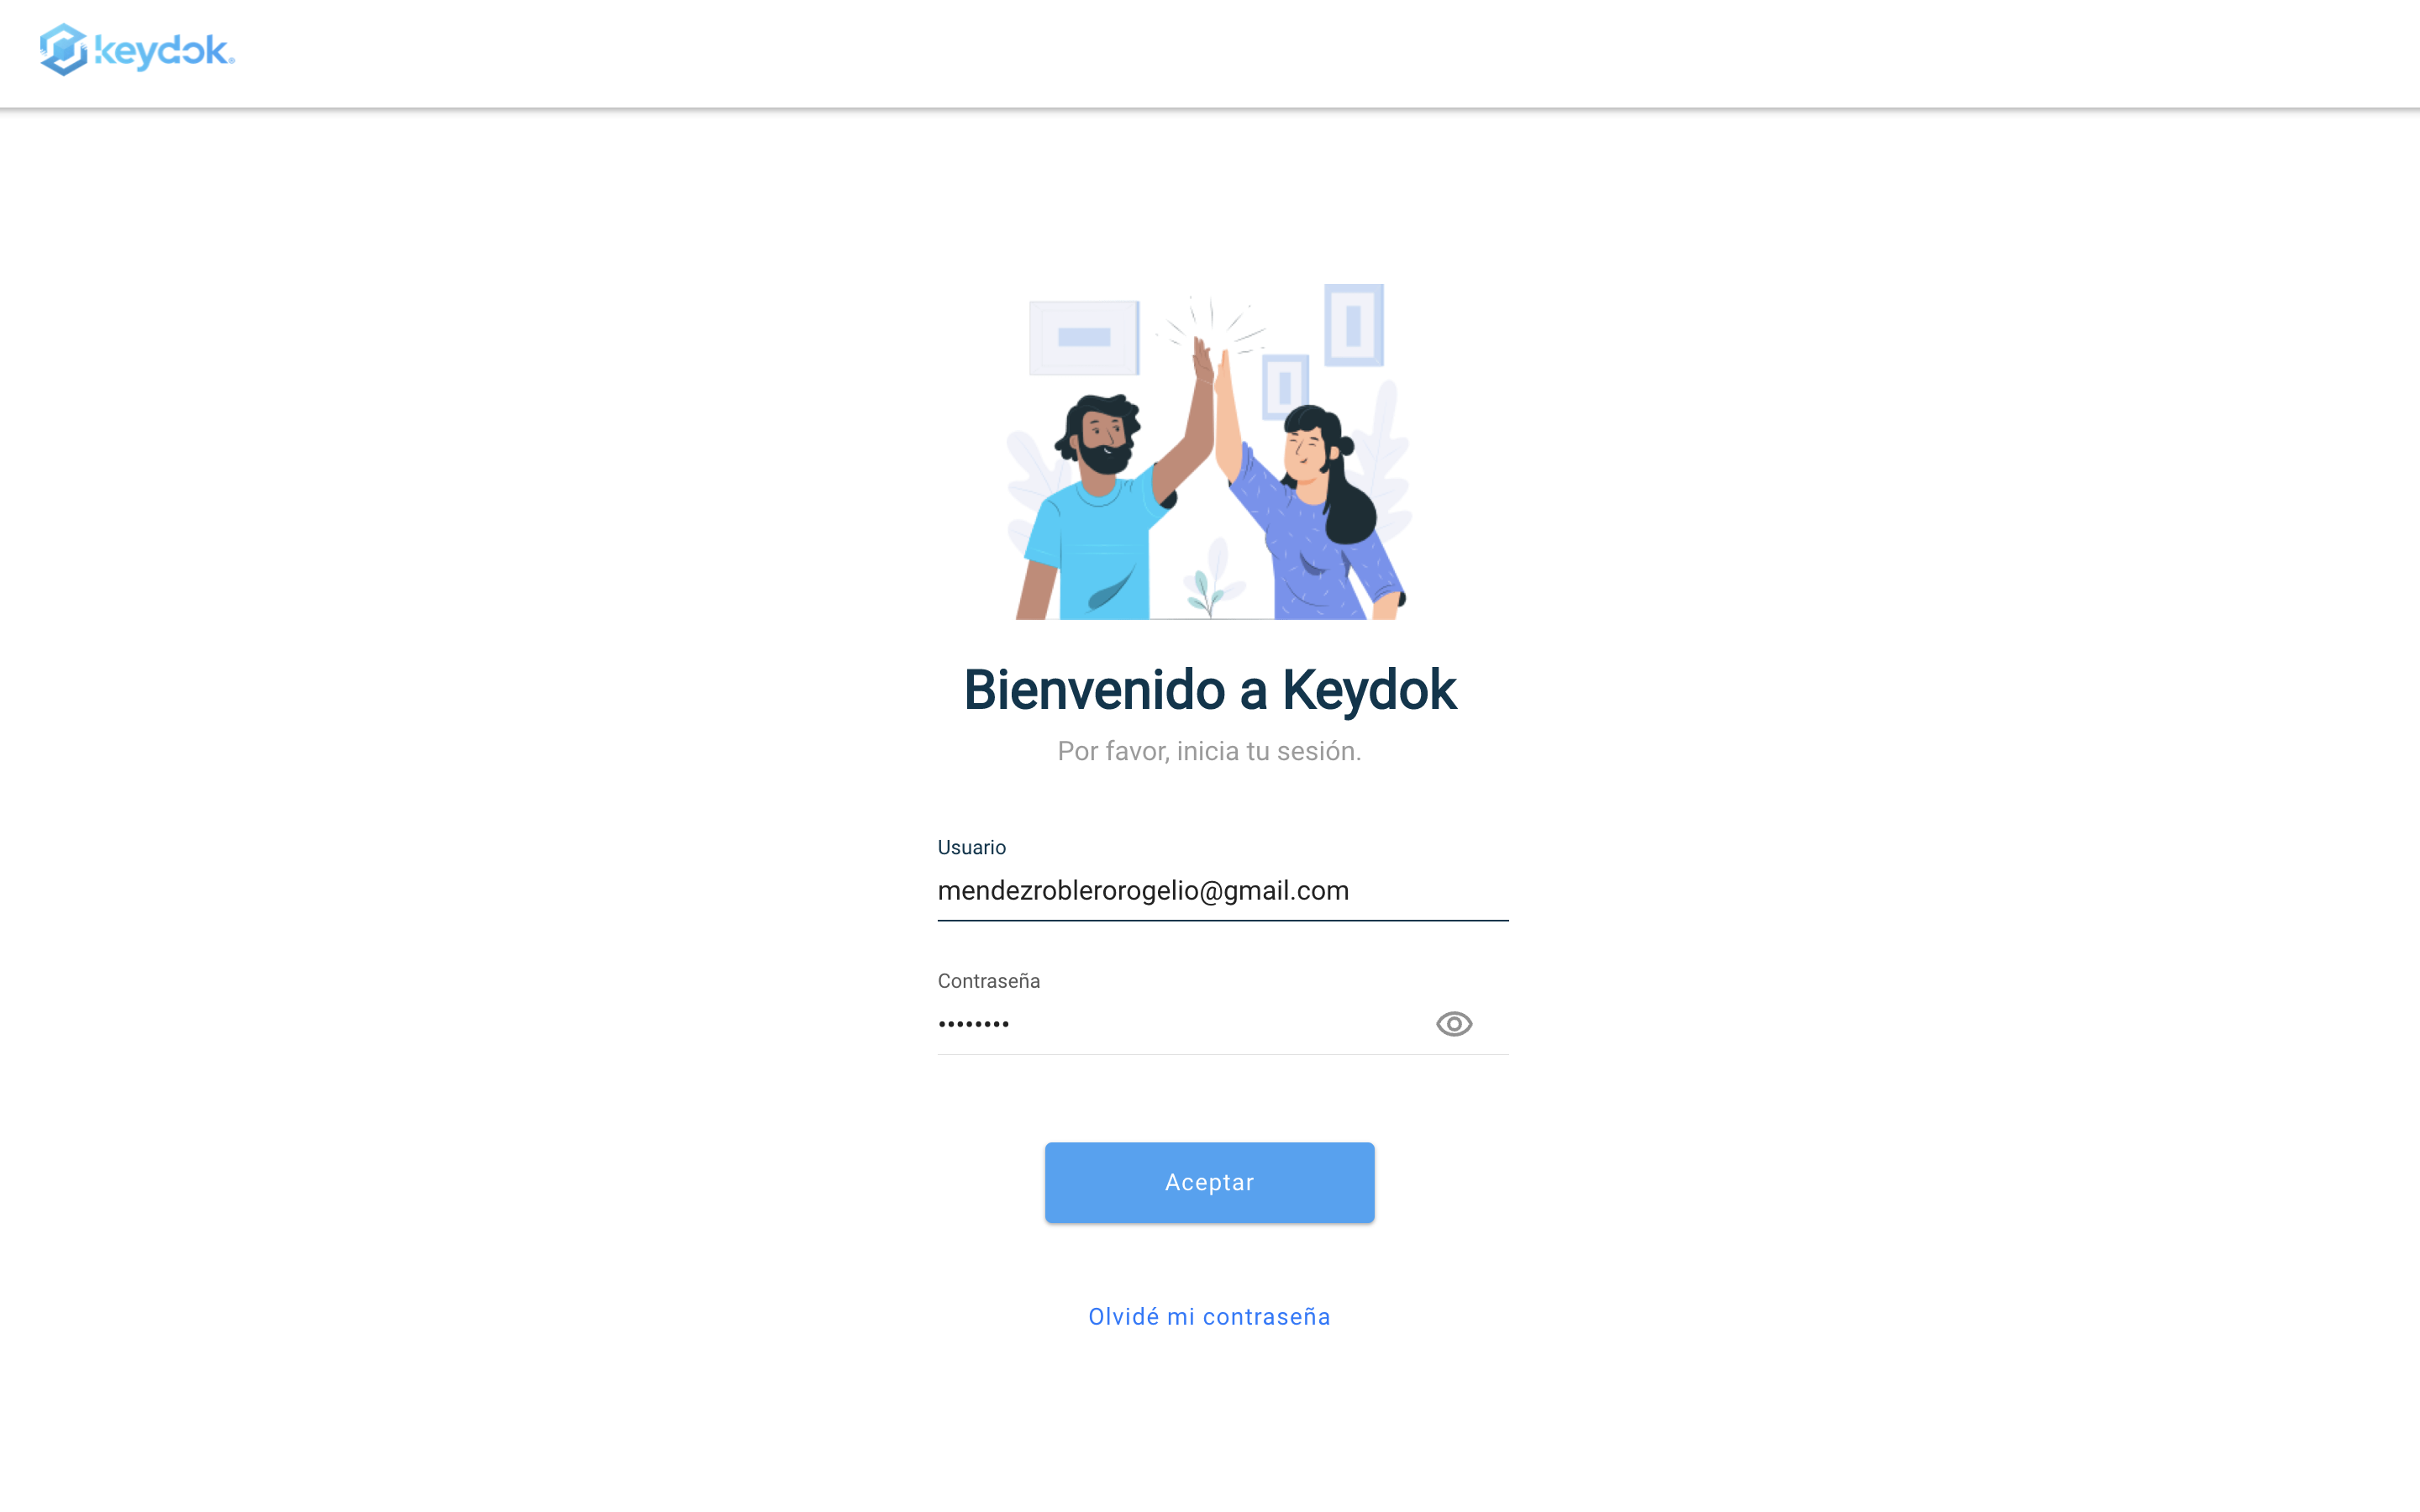 keydok®
Bienvenido a Keydok
Por favor, inicia tu sesión.
Usuario
mendezroblerorogelio@gmail.com
Contraseña
••••••••
Aceptar
Olvidé mi contraseña